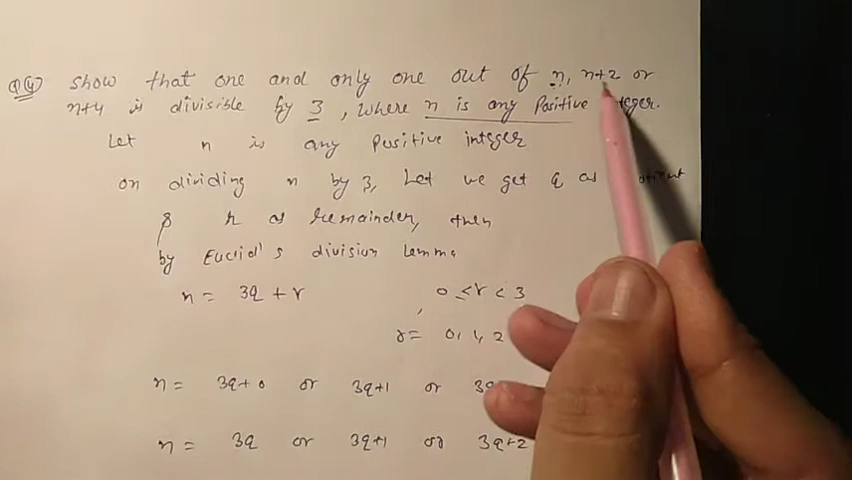 Q(4) Show that one and only one out of n, n+2 or
n+4 is divisible by 3, where n is any positive integer.
Let n is any positive integer
on dividing n by 3, Let we get q as
& r as remainder, then
by Euclid's division Lemma
n = 3q + r , 0 ≤ r < 3
r = 0, 1, 2
n = 3q+0 or 3q+1 or
n = 3q or 3q+1 or 3q+2